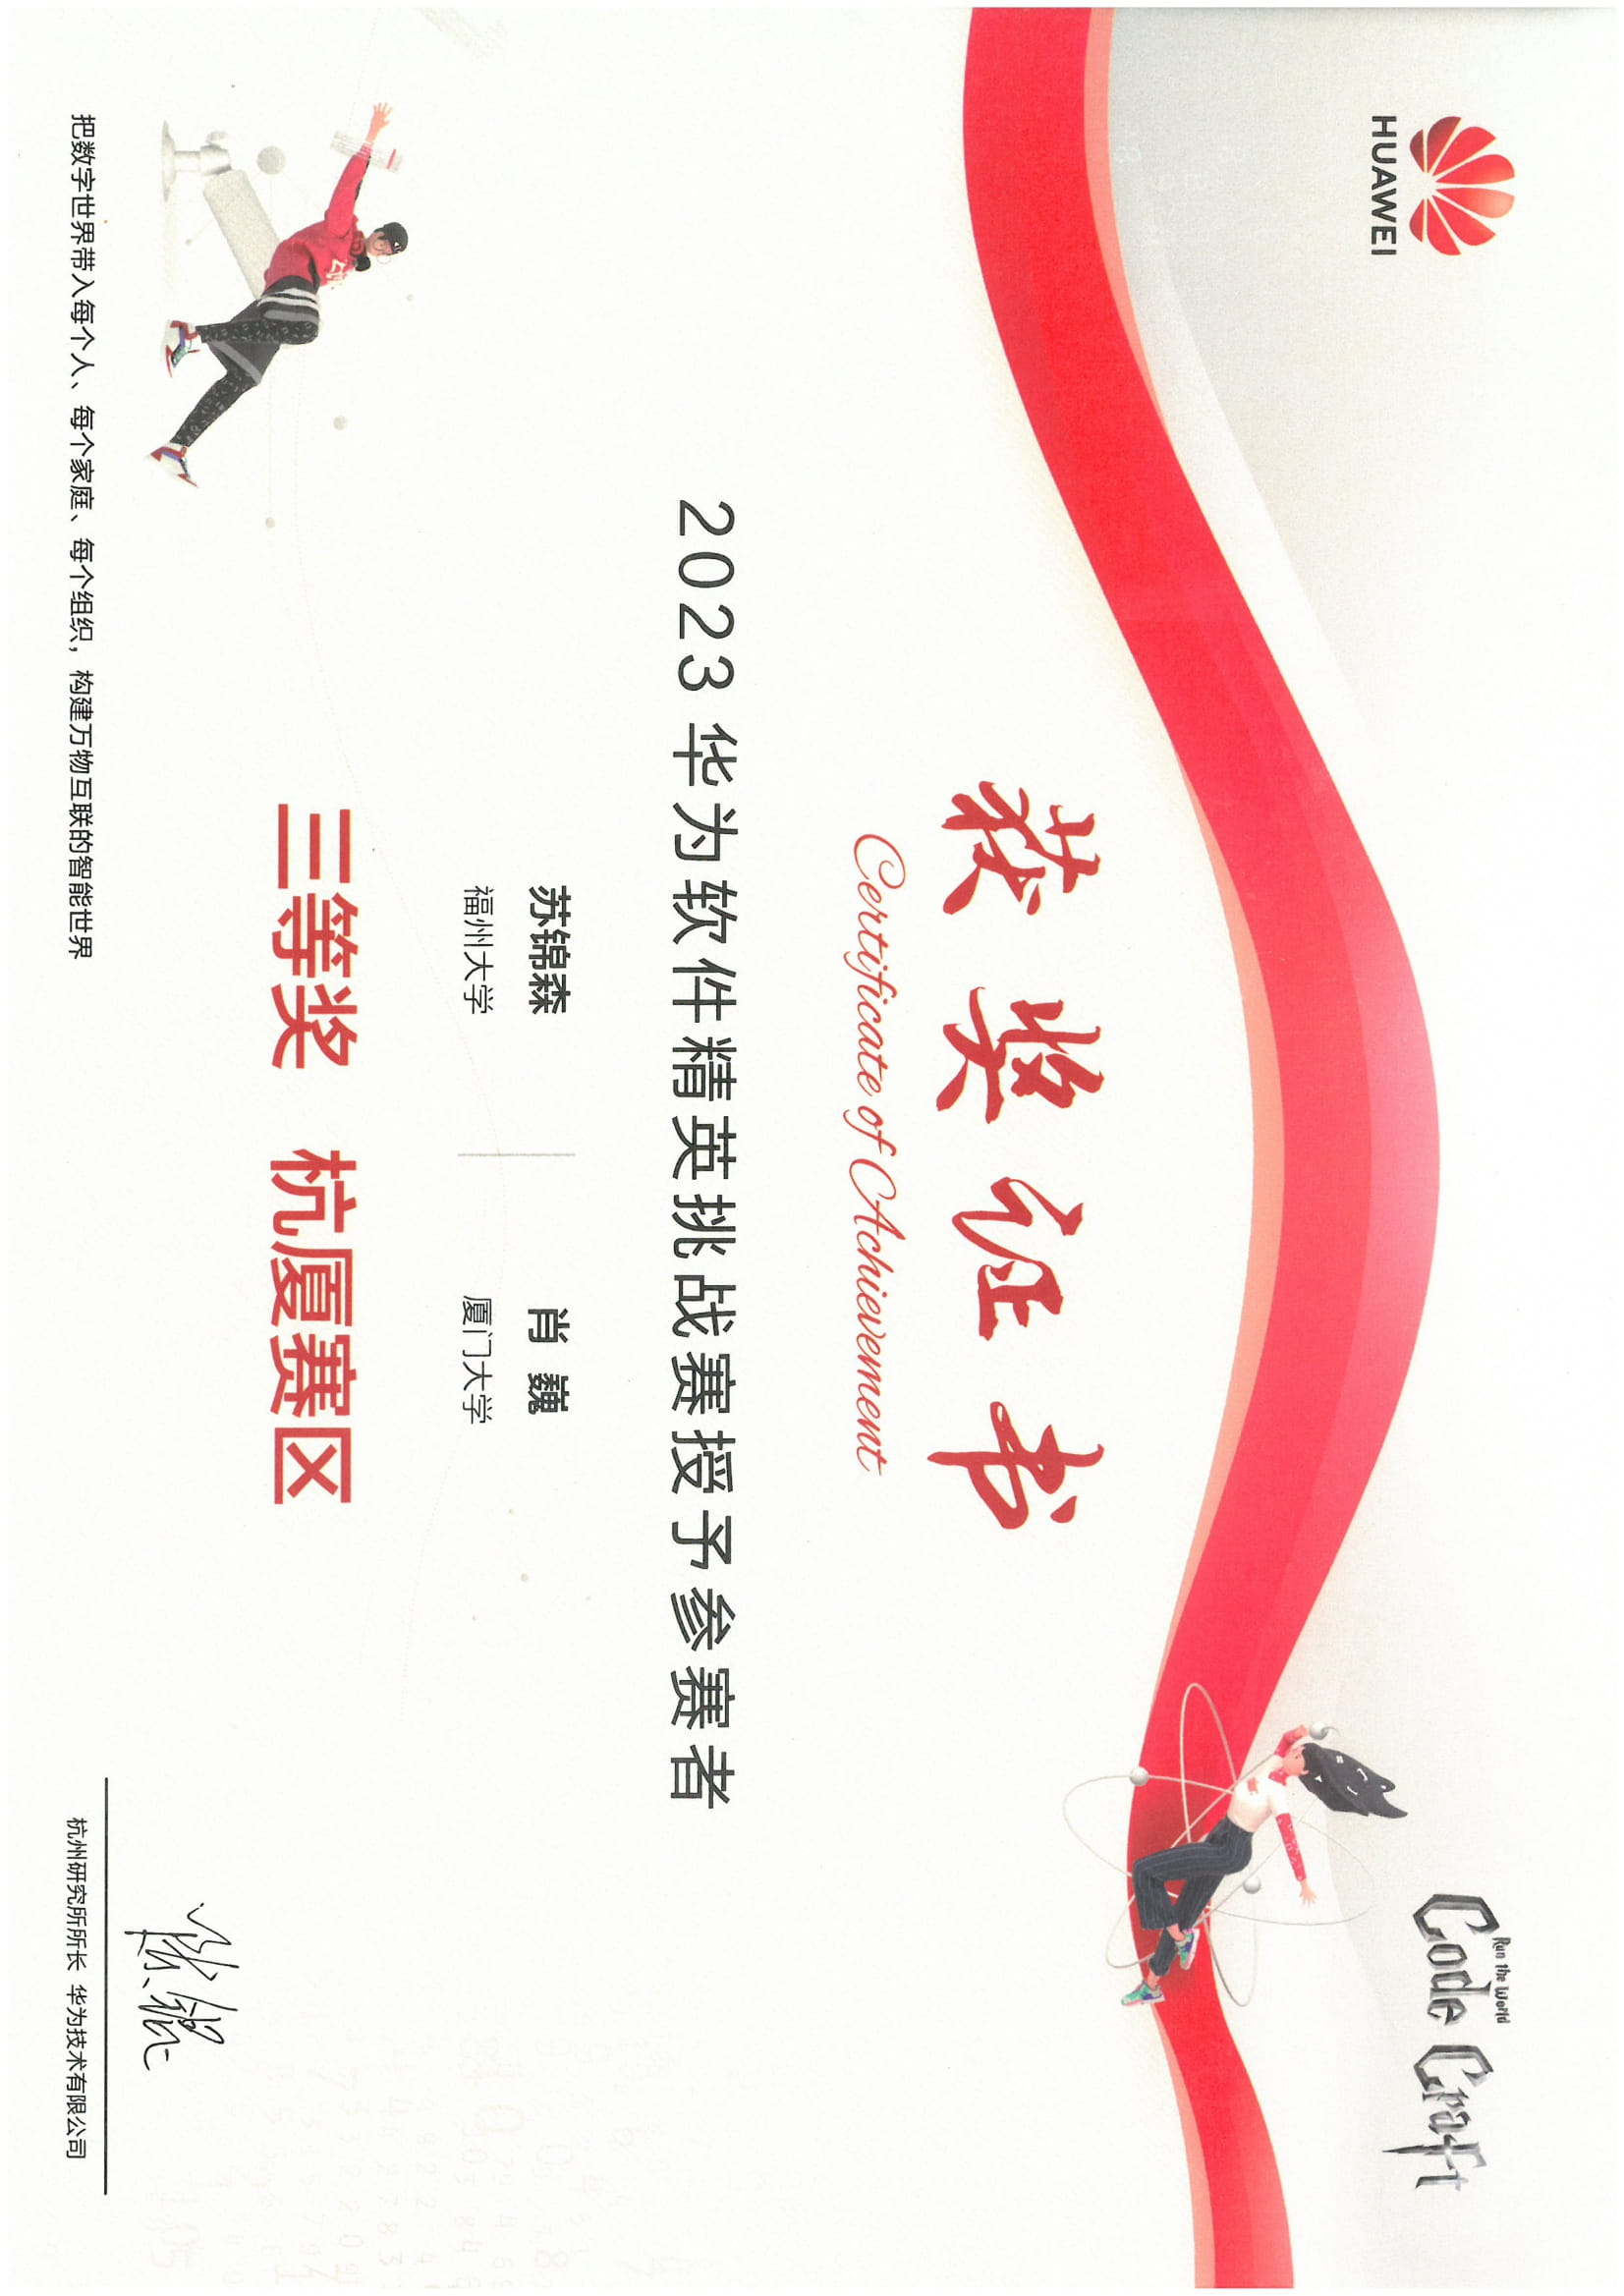 HUAWEI
Run the World
Code Craft
获奖证书
Certificate of Achievement
2023 华为软件精英挑战赛授予参赛者
苏锦森 肖巍
福州大学 厦门大学
三等奖 杭厦赛区
把数字世界带入每个人、每个家庭、每个组织，构建万物互联的智能世界
杭州研究所所长 华为技术有限公司